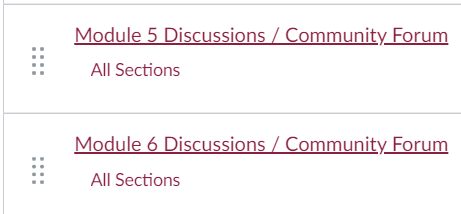 Module 5 Discussions / Community Forum
All Sections
Module 6 Discussions / Community Forum
All Sections